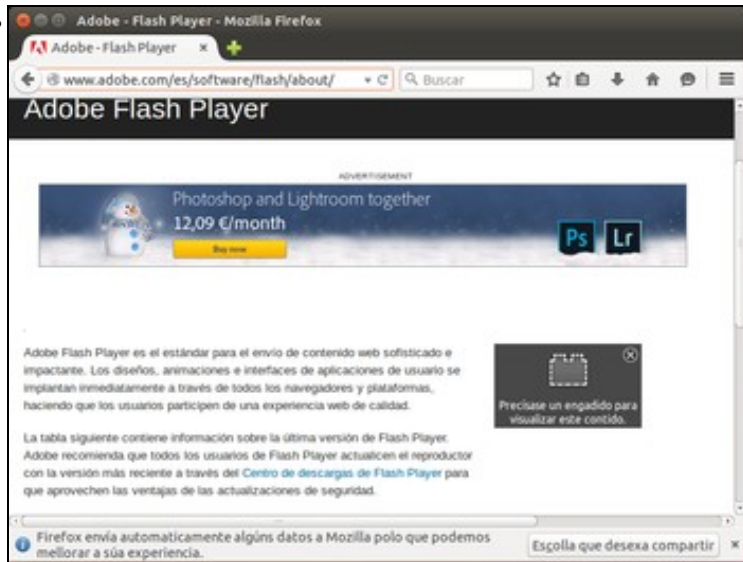 Adobe - Flash Player - Mozilla Firefox
Adobe - Flash Player
www.adobe.com/es/software/flash/about/
Buscar
Adobe Flash Player
ADVERTISEMENT
Photoshop and Lightroom together
12,09 €/month
Buy now
Ps Lr
Adobe Flash Player es el estándar para el envío de contenido web sofisticado e
impactante. Los diseños, animaciones e interfaces de aplicaciones de usuario se
implantan inmediatamente a través de todos los navegadores y plataformas,
haciendo que los usuarios participen de una experiencia web de calidad.
Precísase un engadido para
visualizar este contido.
La tabla siguiente contiene información sobre la última versión de Flash Player.
Adobe recomienda que todos los usuarios de Flash Player actualicen el reproductor
con la versión más reciente a través del Centro de descargas de Flash Player para
que aprovechen las ventajas de las actualizaciones de seguridad.
Firefox envía automaticamente algúns datos a Mozilla polo que podemos
mellorar a súa experiencia.
Escolla que desexa compartir